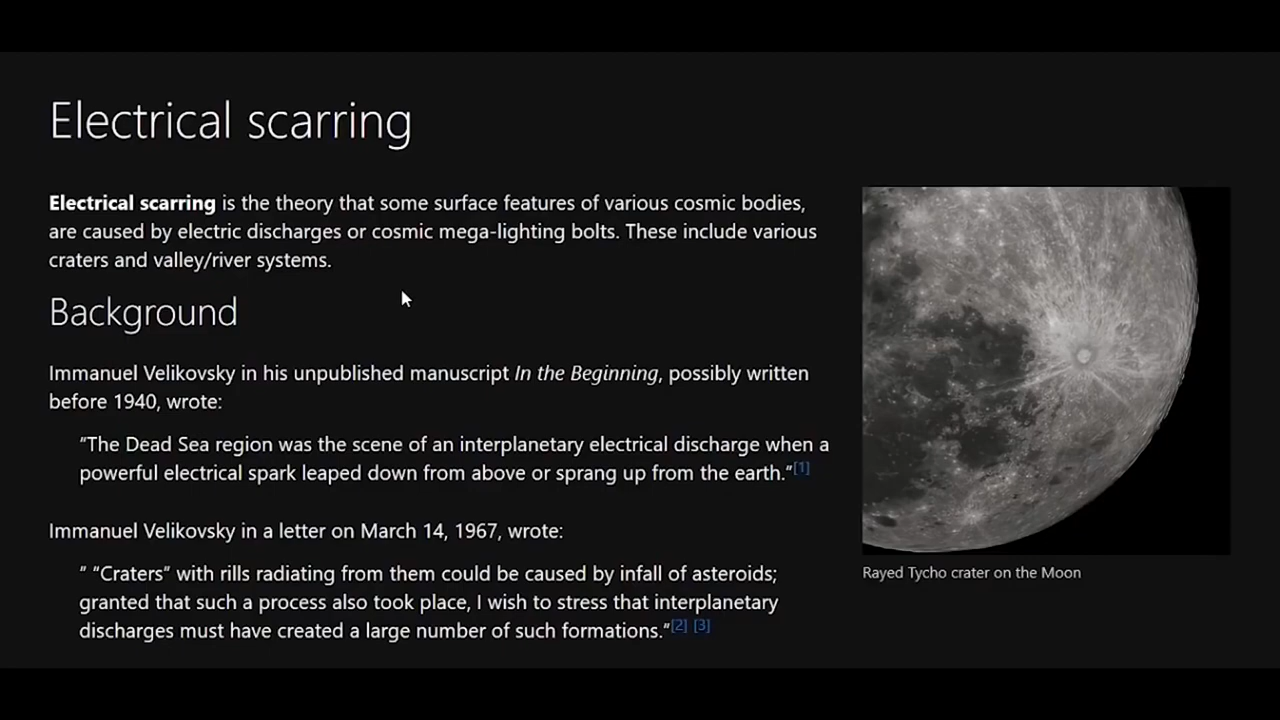 Electrical scarring
Electrical scarring is the theory that some surface features of various cosmic bodies,
are caused by electric discharges or cosmic mega-lighting bolts. These include various
craters and valley/river systems.
Background
Immanuel Velikovsky in his unpublished manuscript In the Beginning, possibly written
before 1940, wrote:
“The Dead Sea region was the scene of an interplanetary electrical discharge when a
powerful electrical spark leaped down from above or sprang up from the earth.”[1]
Immanuel Velikovsky in a letter on March 14, 1967, wrote:
” “Craters” with rills radiating from them could be caused by infall of asteroids;
granted that such a process also took place, I wish to stress that interplanetary
discharges must have created a large number of such formations.”[2] [3]
Rayed Tycho crater on the Moon